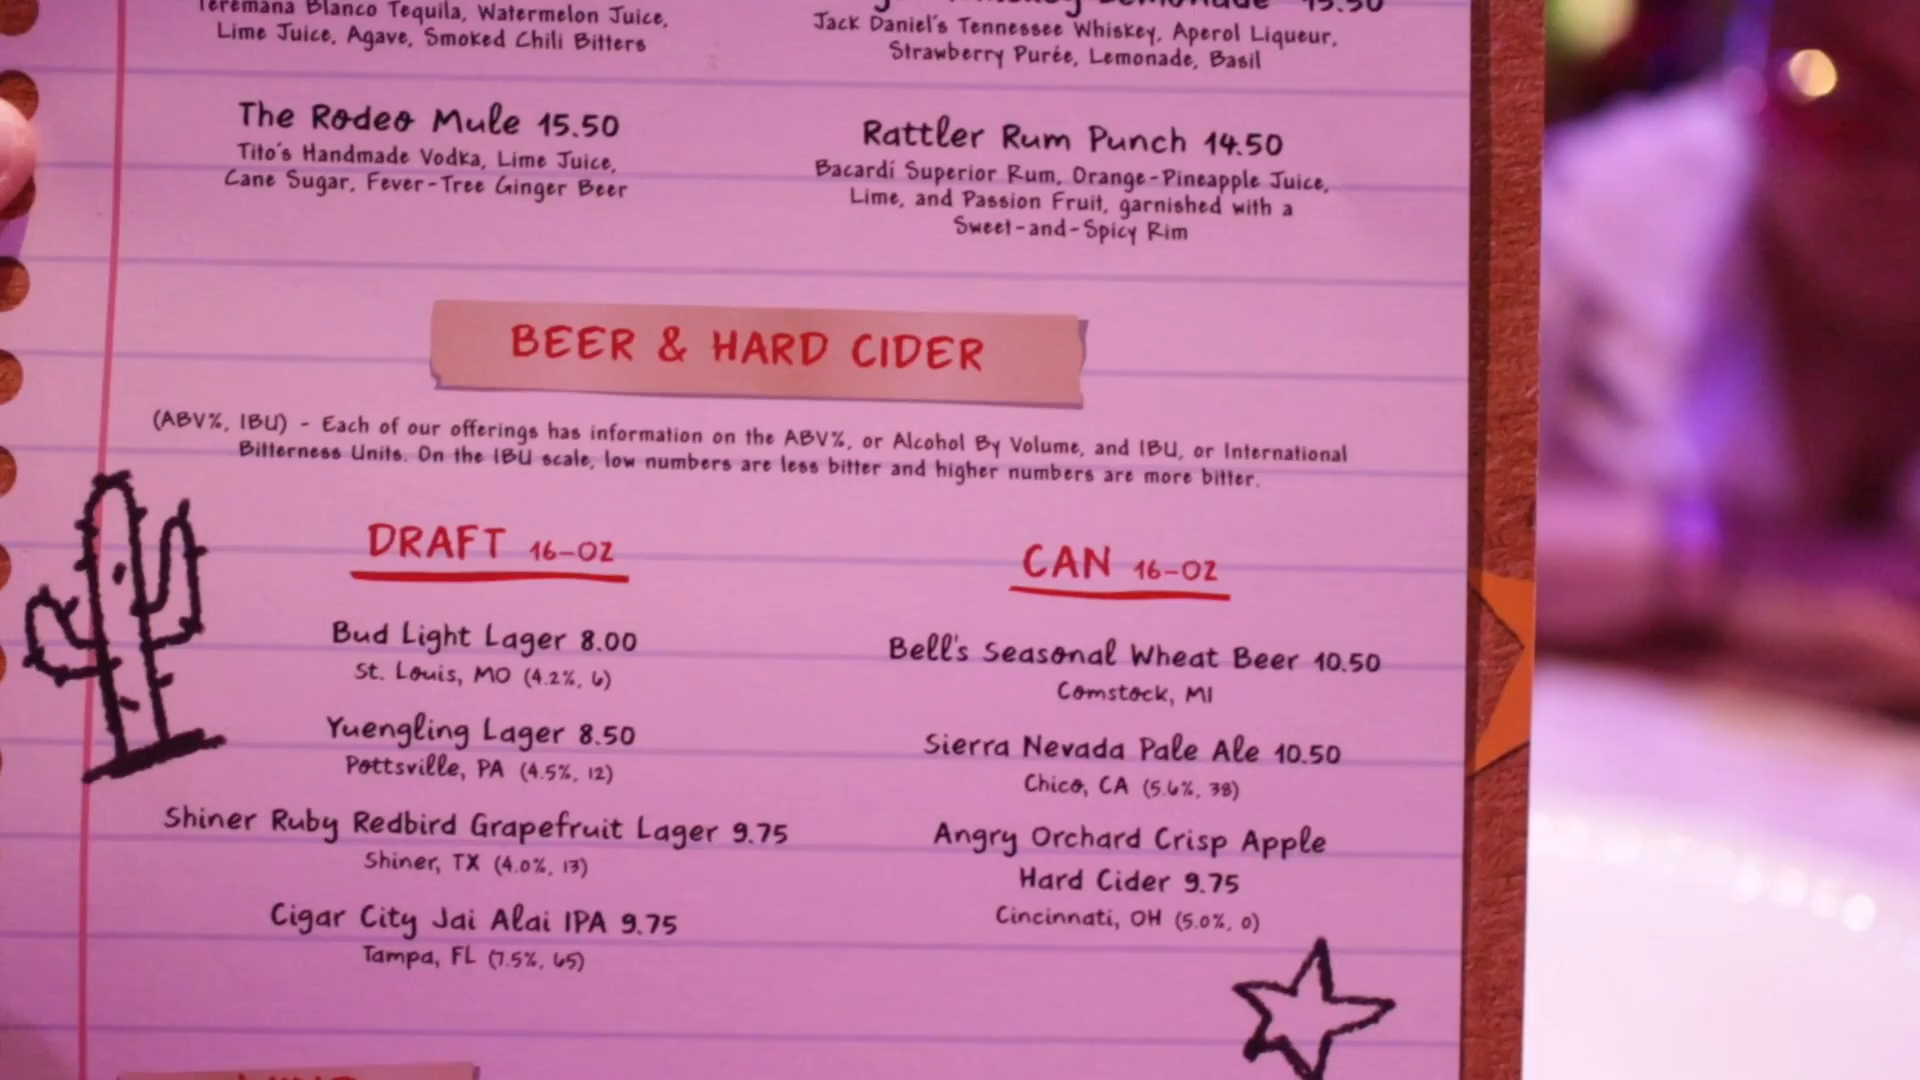 Teremana Blanco Tequila, Watermelon Juice,
Lime Juice, Agave, Smoked Chili Bitters
The Rodeo Mule 15.50
Tito's Handmade Vodka, Lime Juice,
Cane Sugar, Fever-Tree Ginger Beer
Lemonade 15.50
Jack Daniel's Tennessee Whiskey, Aperol Liqueur,
Strawberry Purée, Lemonade, Basil
Rattler Rum Punch 14.50
Bacardí Superior Rum, Orange-Pineapple Juice,
Lime, and Passion Fruit, garnished with a
Sweet-and-Spicy Rim
BEER & HARD CIDER
(ABV%, IBU) - Each of our offerings has information on the ABV%, or Alcohol By Volume, and IBU, or International
Bitterness Units. On the IBU scale, low numbers are less bitter and higher numbers are more bitter.
DRAFT 16-OZ
Bud Light Lager 8.00
St. Louis, MO (4.2%, 6)
Yuengling Lager 8.50
Pottsville, PA (4.5%, 12)
Shiner Ruby Redbird Grapefruit Lager 9.75
Shiner, TX (4.0%, 13)
Cigar City Jai Alai IPA 9.75
Tampa, FL (7.5%, 65)
CAN 16-OZ
Bell's Seasonal Wheat Beer 10.50
Comstock, MI
Sierra Nevada Pale Ale 10.50
Chico, CA (5.6%, 38)
Angry Orchard Crisp Apple
Hard Cider 9.75
Cincinnati, OH (5.0%, 0)